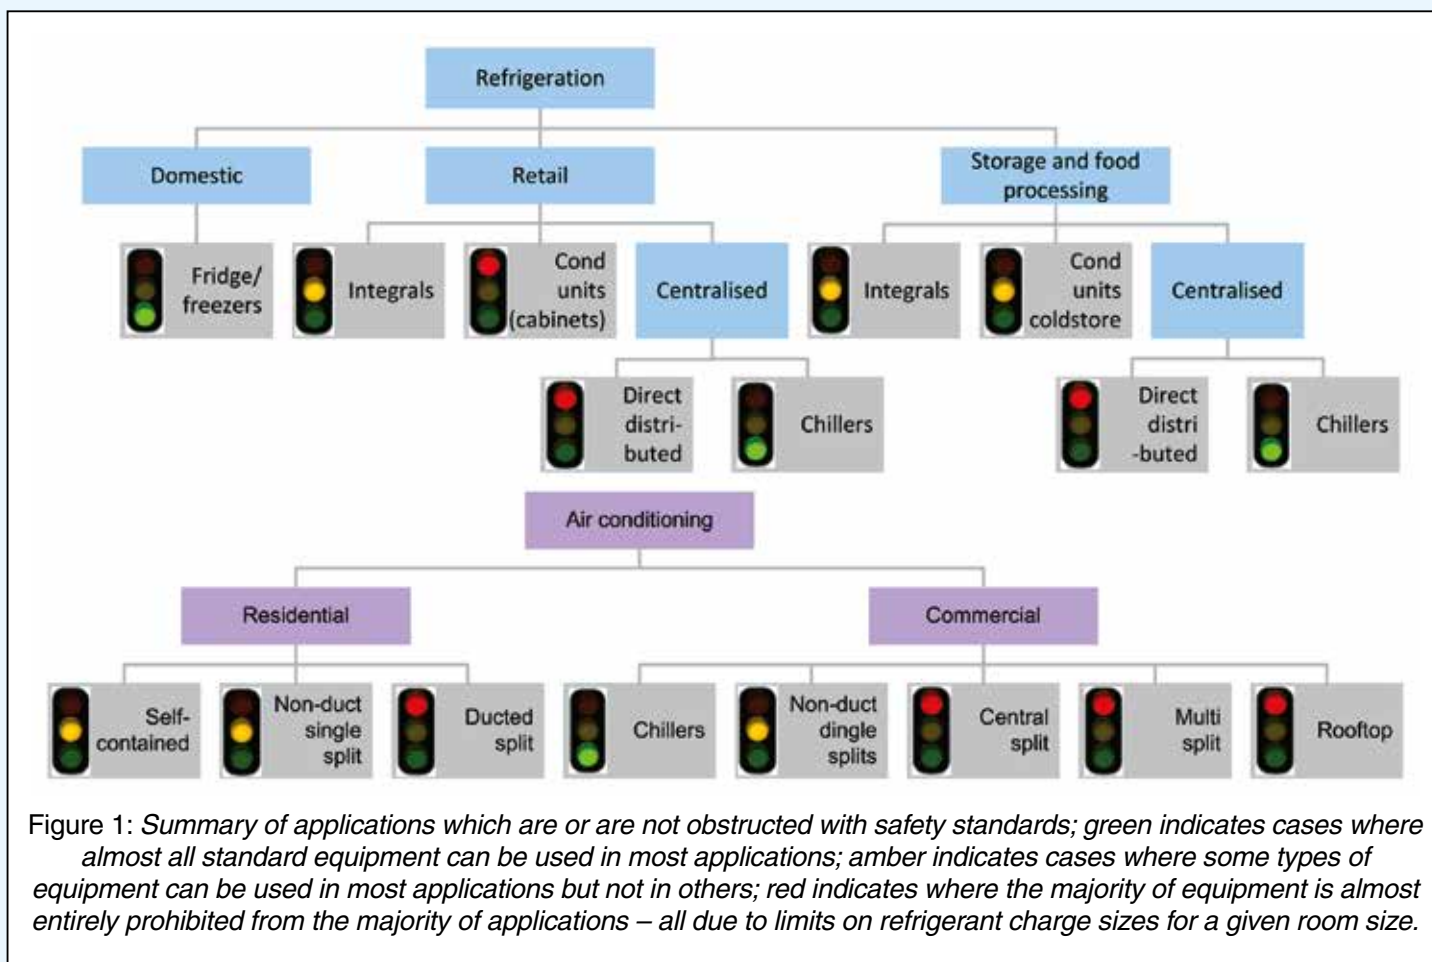 Refrigeration
Domestic
Retail
Storage and food
processing
Fridge/
freezers
Integrals
Cond
units
(cabinets)
Centralised
Integrals
Cond
units
coldstore
Centralised
Direct
distri-
buted
Chillers
Direct
distri
-buted
Chillers
Air conditioning
Residential
Commercial
Self-
contained
Non-duct
single
split
Ducted
split
Chillers
Non-duct
dingle
splits
Central
split
Multi
split
Rooftop
Figure 1: Summary of applications which are or are not obstructed with safety standards; green indicates cases where
almost all standard equipment can be used in most applications; amber indicates cases where some types of
equipment can be used in most applications but not in others; red indicates where the majority of equipment is almost
entirely prohibited from the majority of applications – all due to limits on refrigerant charge sizes for a given room size.